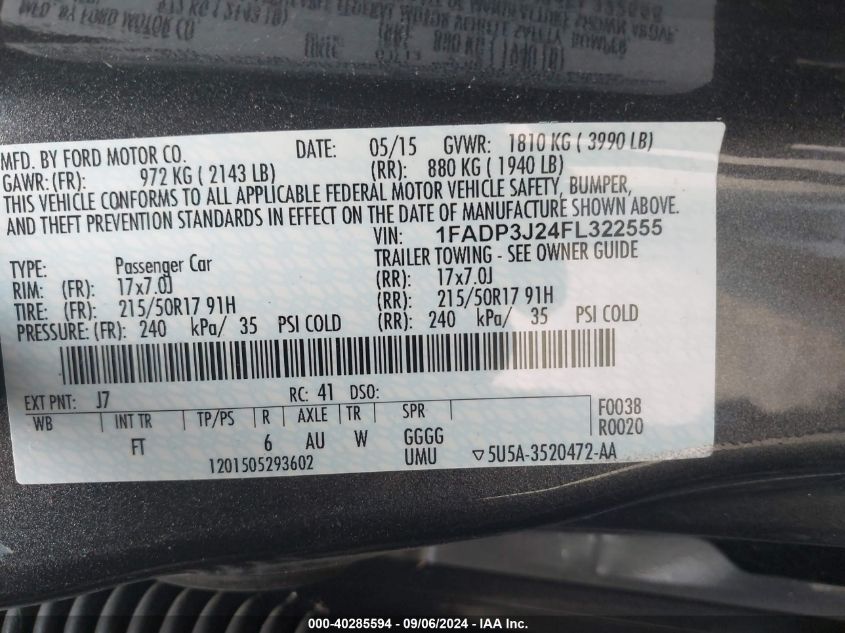 MFD. BY FORD MOTOR CO. DATE: 05/15 GVWR: 1810 KG ( 3990 LB)
GAWR: (FR): 972 KG ( 2143 LB) (RR): 880 KG ( 1940 LB)
THIS VEHICLE CONFORMS TO ALL APPLICABLE FEDERAL MOTOR VEHICLE SAFETY, BUMPER,
AND THEFT PREVENTION STANDARDS IN EFFECT ON THE DATE OF MANUFACTURE SHOWN ABOVE.
VIN: 1FADP3J24FL322555
TYPE: Passenger Car TRAILER TOWING - SEE OWNER GUIDE
RIM: (FR): 17x7.0J (RR): 17x7.0J
TIRE: (FR): 215/50R17 91H (RR): 215/50R17 91H
PRESSURE: (FR): 240 kPa/ 35 PSI COLD (RR): 240 kPa/ 35 PSI COLD
EXT PNT: J7 RC: 41 DSO:
WB INT TR TP/PS R AXLE TR SPR F0038
FT 6 AU W GGGG R0020
1201505293602 UMU ▽5U5A-3520472-AA
000-40285594 - 09/06/2024 - IAA Inc.